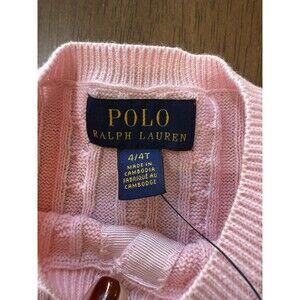 POLO
RALPH LAUREN
4/4T
MADE IN
CAMBODIA
FABRIQUÉ AU
CAMBODGE